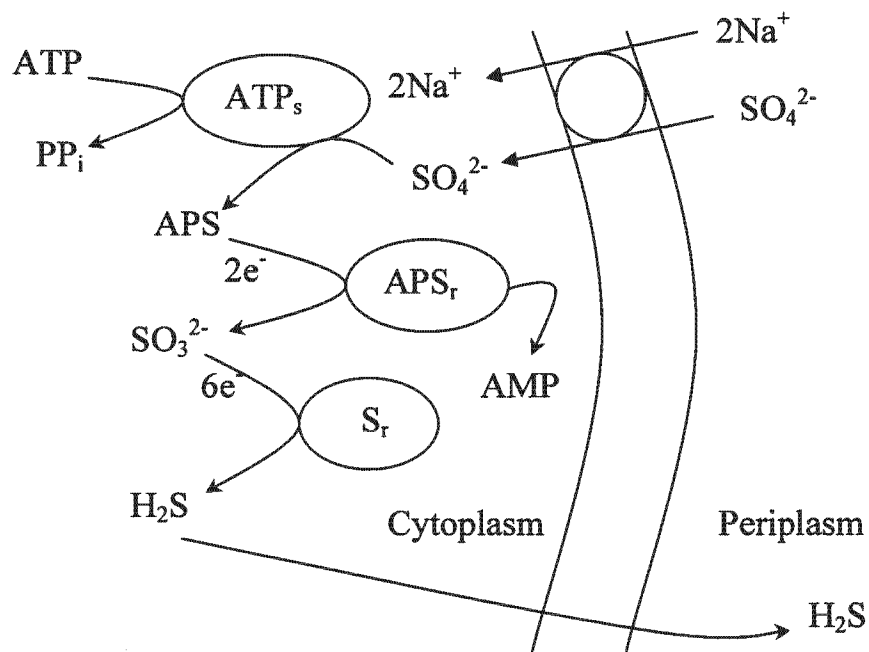 2Na⁺
ATP
ATPₛ
2Na⁺
SO₄²⁻
PPᵢ
SO₄²⁻
APS
2e⁻
APSᵣ
SO₃²⁻
6e⁻
AMP
Sᵣ
H₂S
Cytoplasm
Periplasm
H₂S